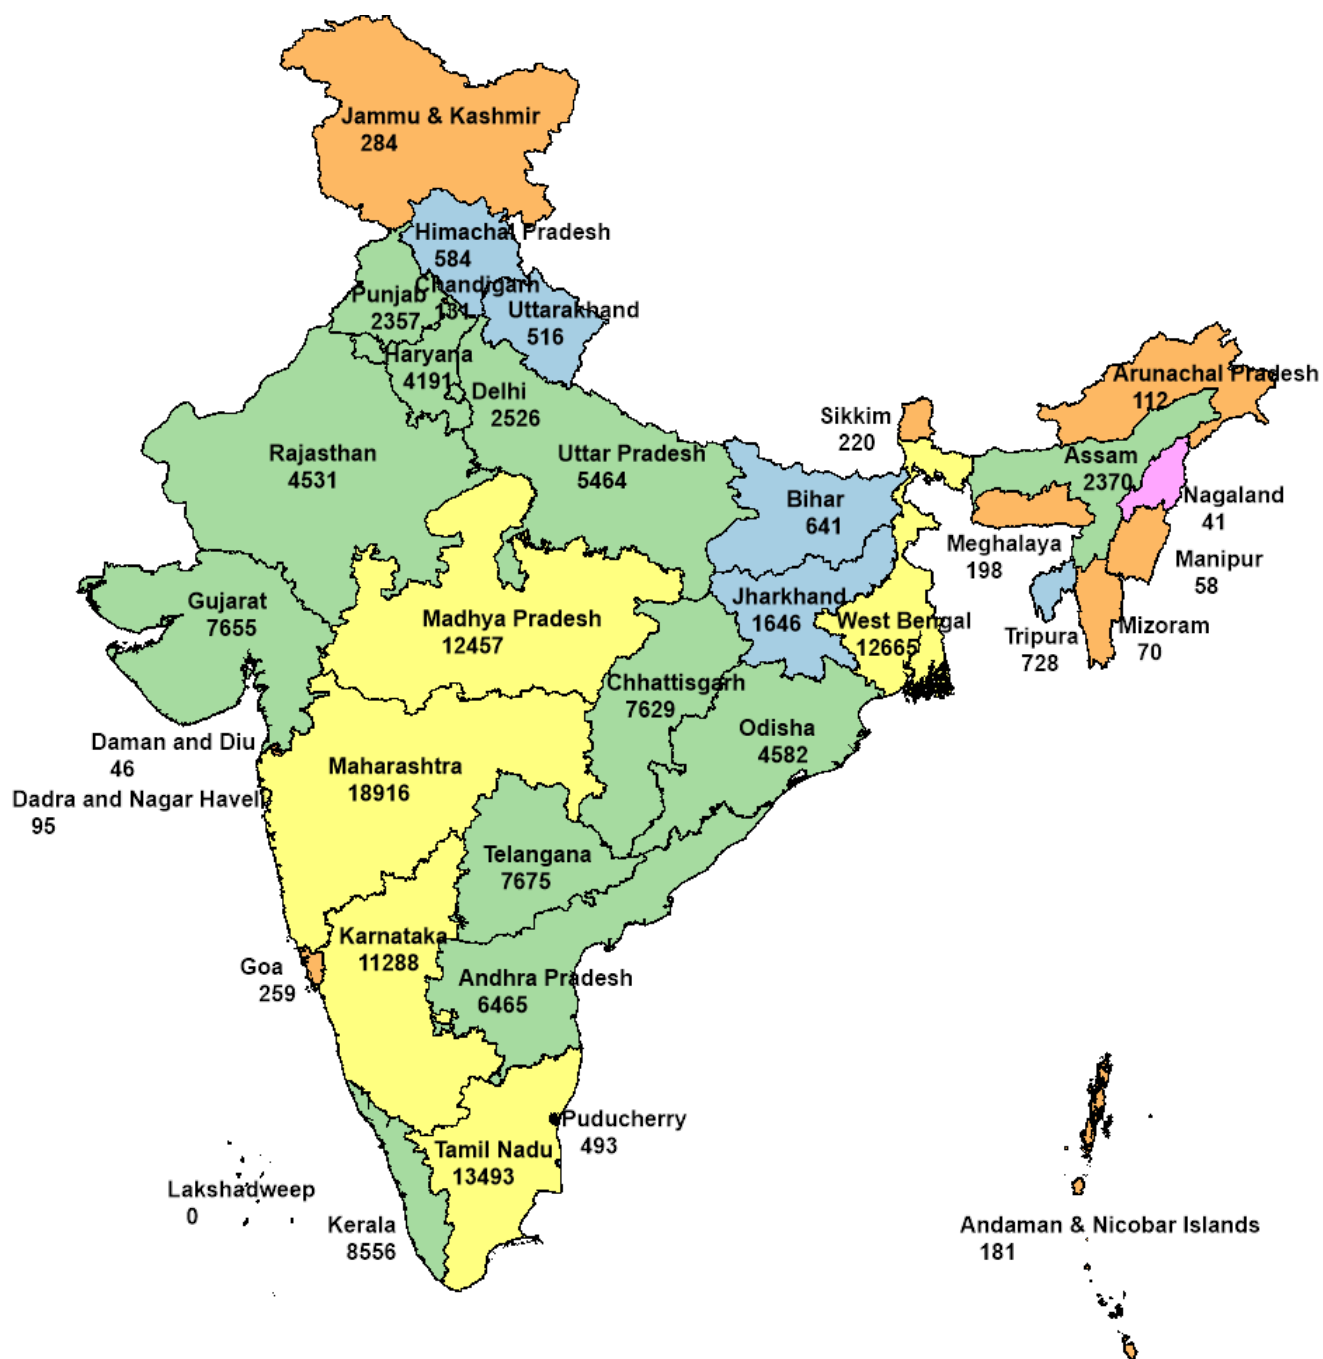 Jammu & Kashmir
284
Himachal Pradesh
584
Chandigarh
131
Punjab
2357
Uttarakhand
516
Haryana
4191
Delhi
2526
Arunachal Pradesh
112
Sikkim
220
Rajasthan
4531
Uttar Pradesh
5464
Assam
2370
Bihar
641
Nagaland
41
Meghalaya
198
Manipur
58
Gujarat
7655
Jharkhand
1646
Madhya Pradesh
12457
West Bengal
12665
Tripura
728
Mizoram
70
Chhattisgarh
7629
Odisha
4582
Daman and Diu
46
Maharashtra
18916
Dadra and Nagar Haveli
95
Telangana
7675
Karnataka
11288
Goa
259
Andhra Pradesh
6465
Puducherry
493
Tamil Nadu
13493
Lakshadweep
0
Kerala
8556
Andaman & Nicobar Islands
181